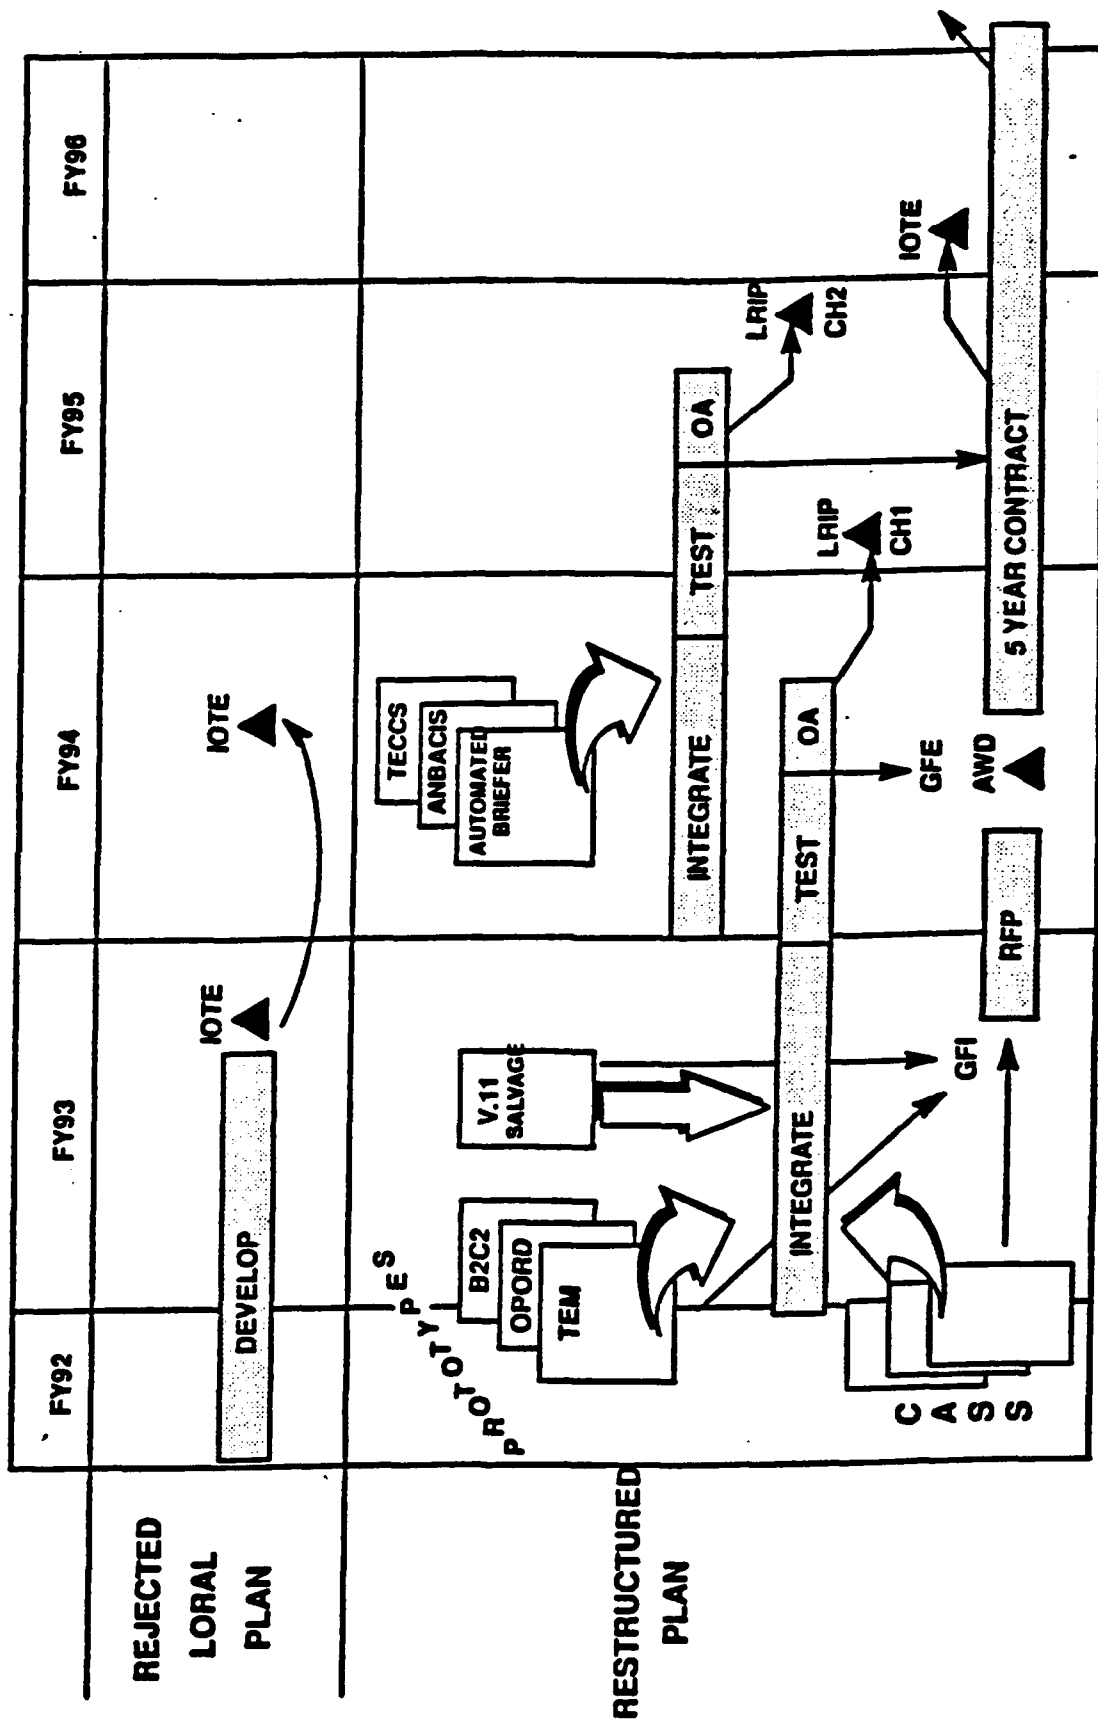 FY92
FY93
FY94
FY95
FY96
REJECTED
LORAL
PLAN
DEVELOP
IOTE
IOTE
RESTRUCTURED
PLAN
PROTOTYPES
B2C2
OPORD
TEM
V.11
SALVAGE
TECCS
ANBACIS
AUTOMATED
BRIEFER
INTEGRATE
TEST
OA
LRIP
CH2
INTEGRATE
TEST
OA
LRIP
CH1
CASS
GFI
GFE
RFP
AWD
5 YEAR CONTRACT
IOTE